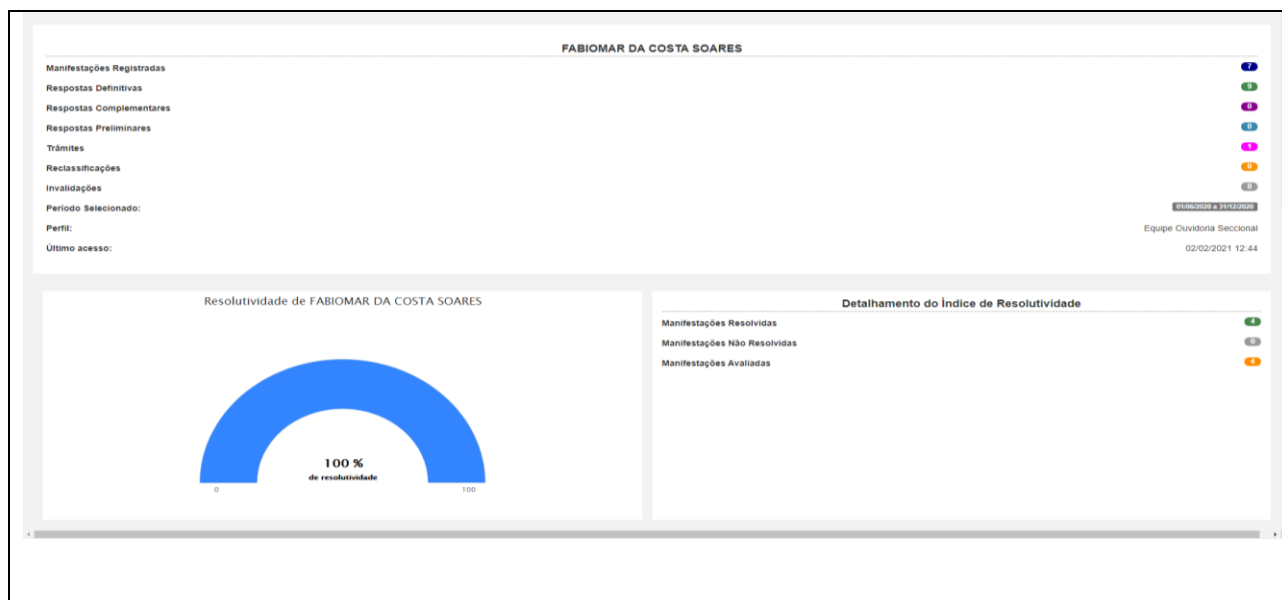 FABIOMAR DA COSTA SOARES
Manifestações Registradas 7
Respostas Definitivas 9
Respostas Complementares 0
Respostas Preliminares 0
Trâmites 1
Reclassificações 0
Invalidações 0
Período Selecionado: 01/06/2020 a 31/12/2020
Perfil: Equipe Ouvidoria Seccional
Último acesso: 02/02/2021 12:44
Resolutividade de FABIOMAR DA COSTA SOARES
100 %
de resolutividade
0 100
Detalhamento do Índice de Resolutividade
Manifestações Resolvidas 4
Manifestações Não Resolvidas 0
Manifestações Avaliadas 4